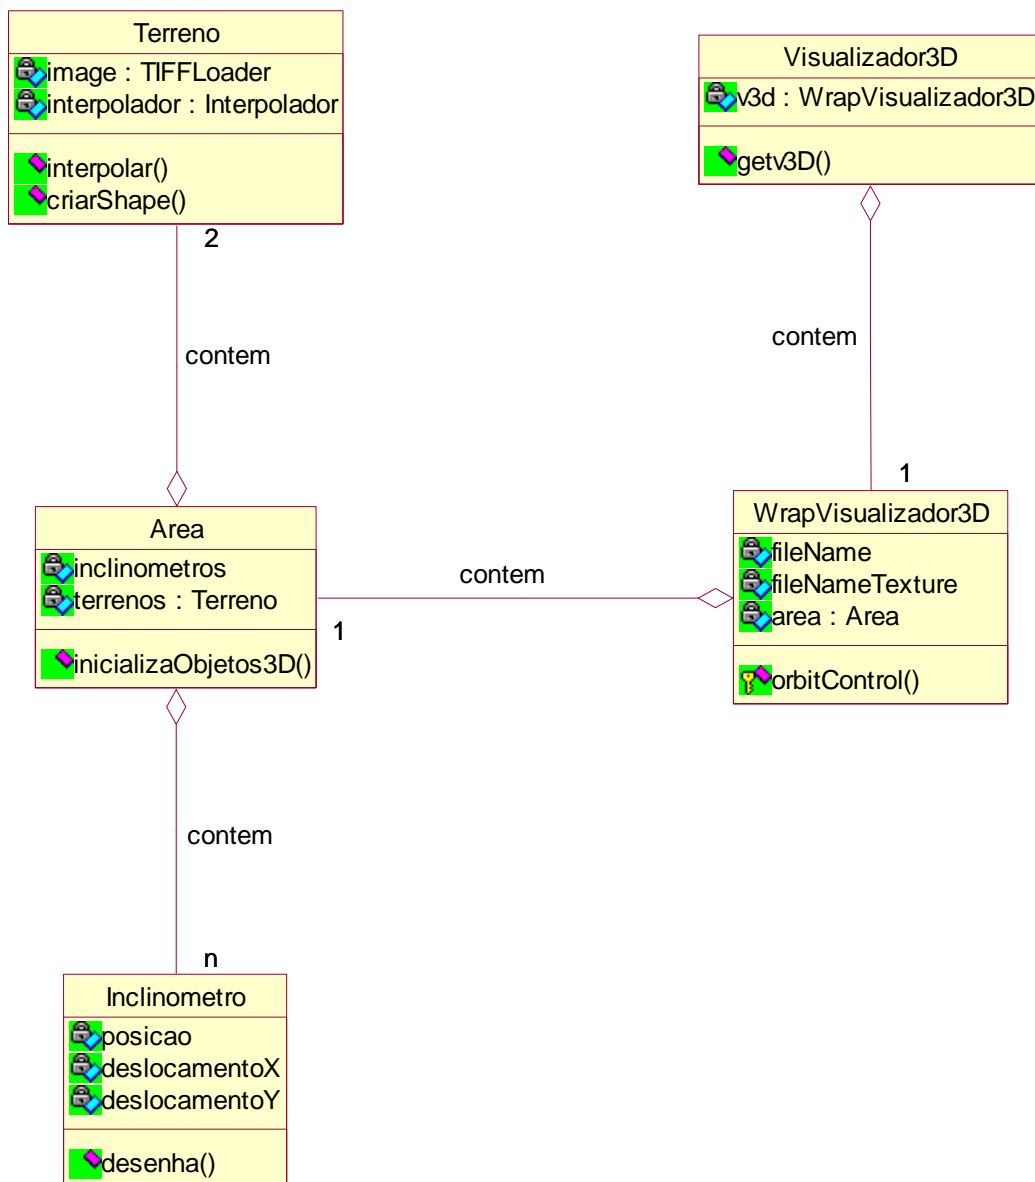 Terreno
image : TIFFLoader
interpolador : Interpolador
interpolar()
criarShape()
2
contem
Visualizador3D
v3d : WrapVisualizador3D
getv3D()
contem
1
Area
inclinometros
terrenos : Terreno
inicializaObjetos3D()
1
contem
WrapVisualizador3D
fileName
fileNameTexture
area : Area
orbitControl()
contem
n
Inclinometro
posicao
deslocamentoX
deslocamentoY
desenha()